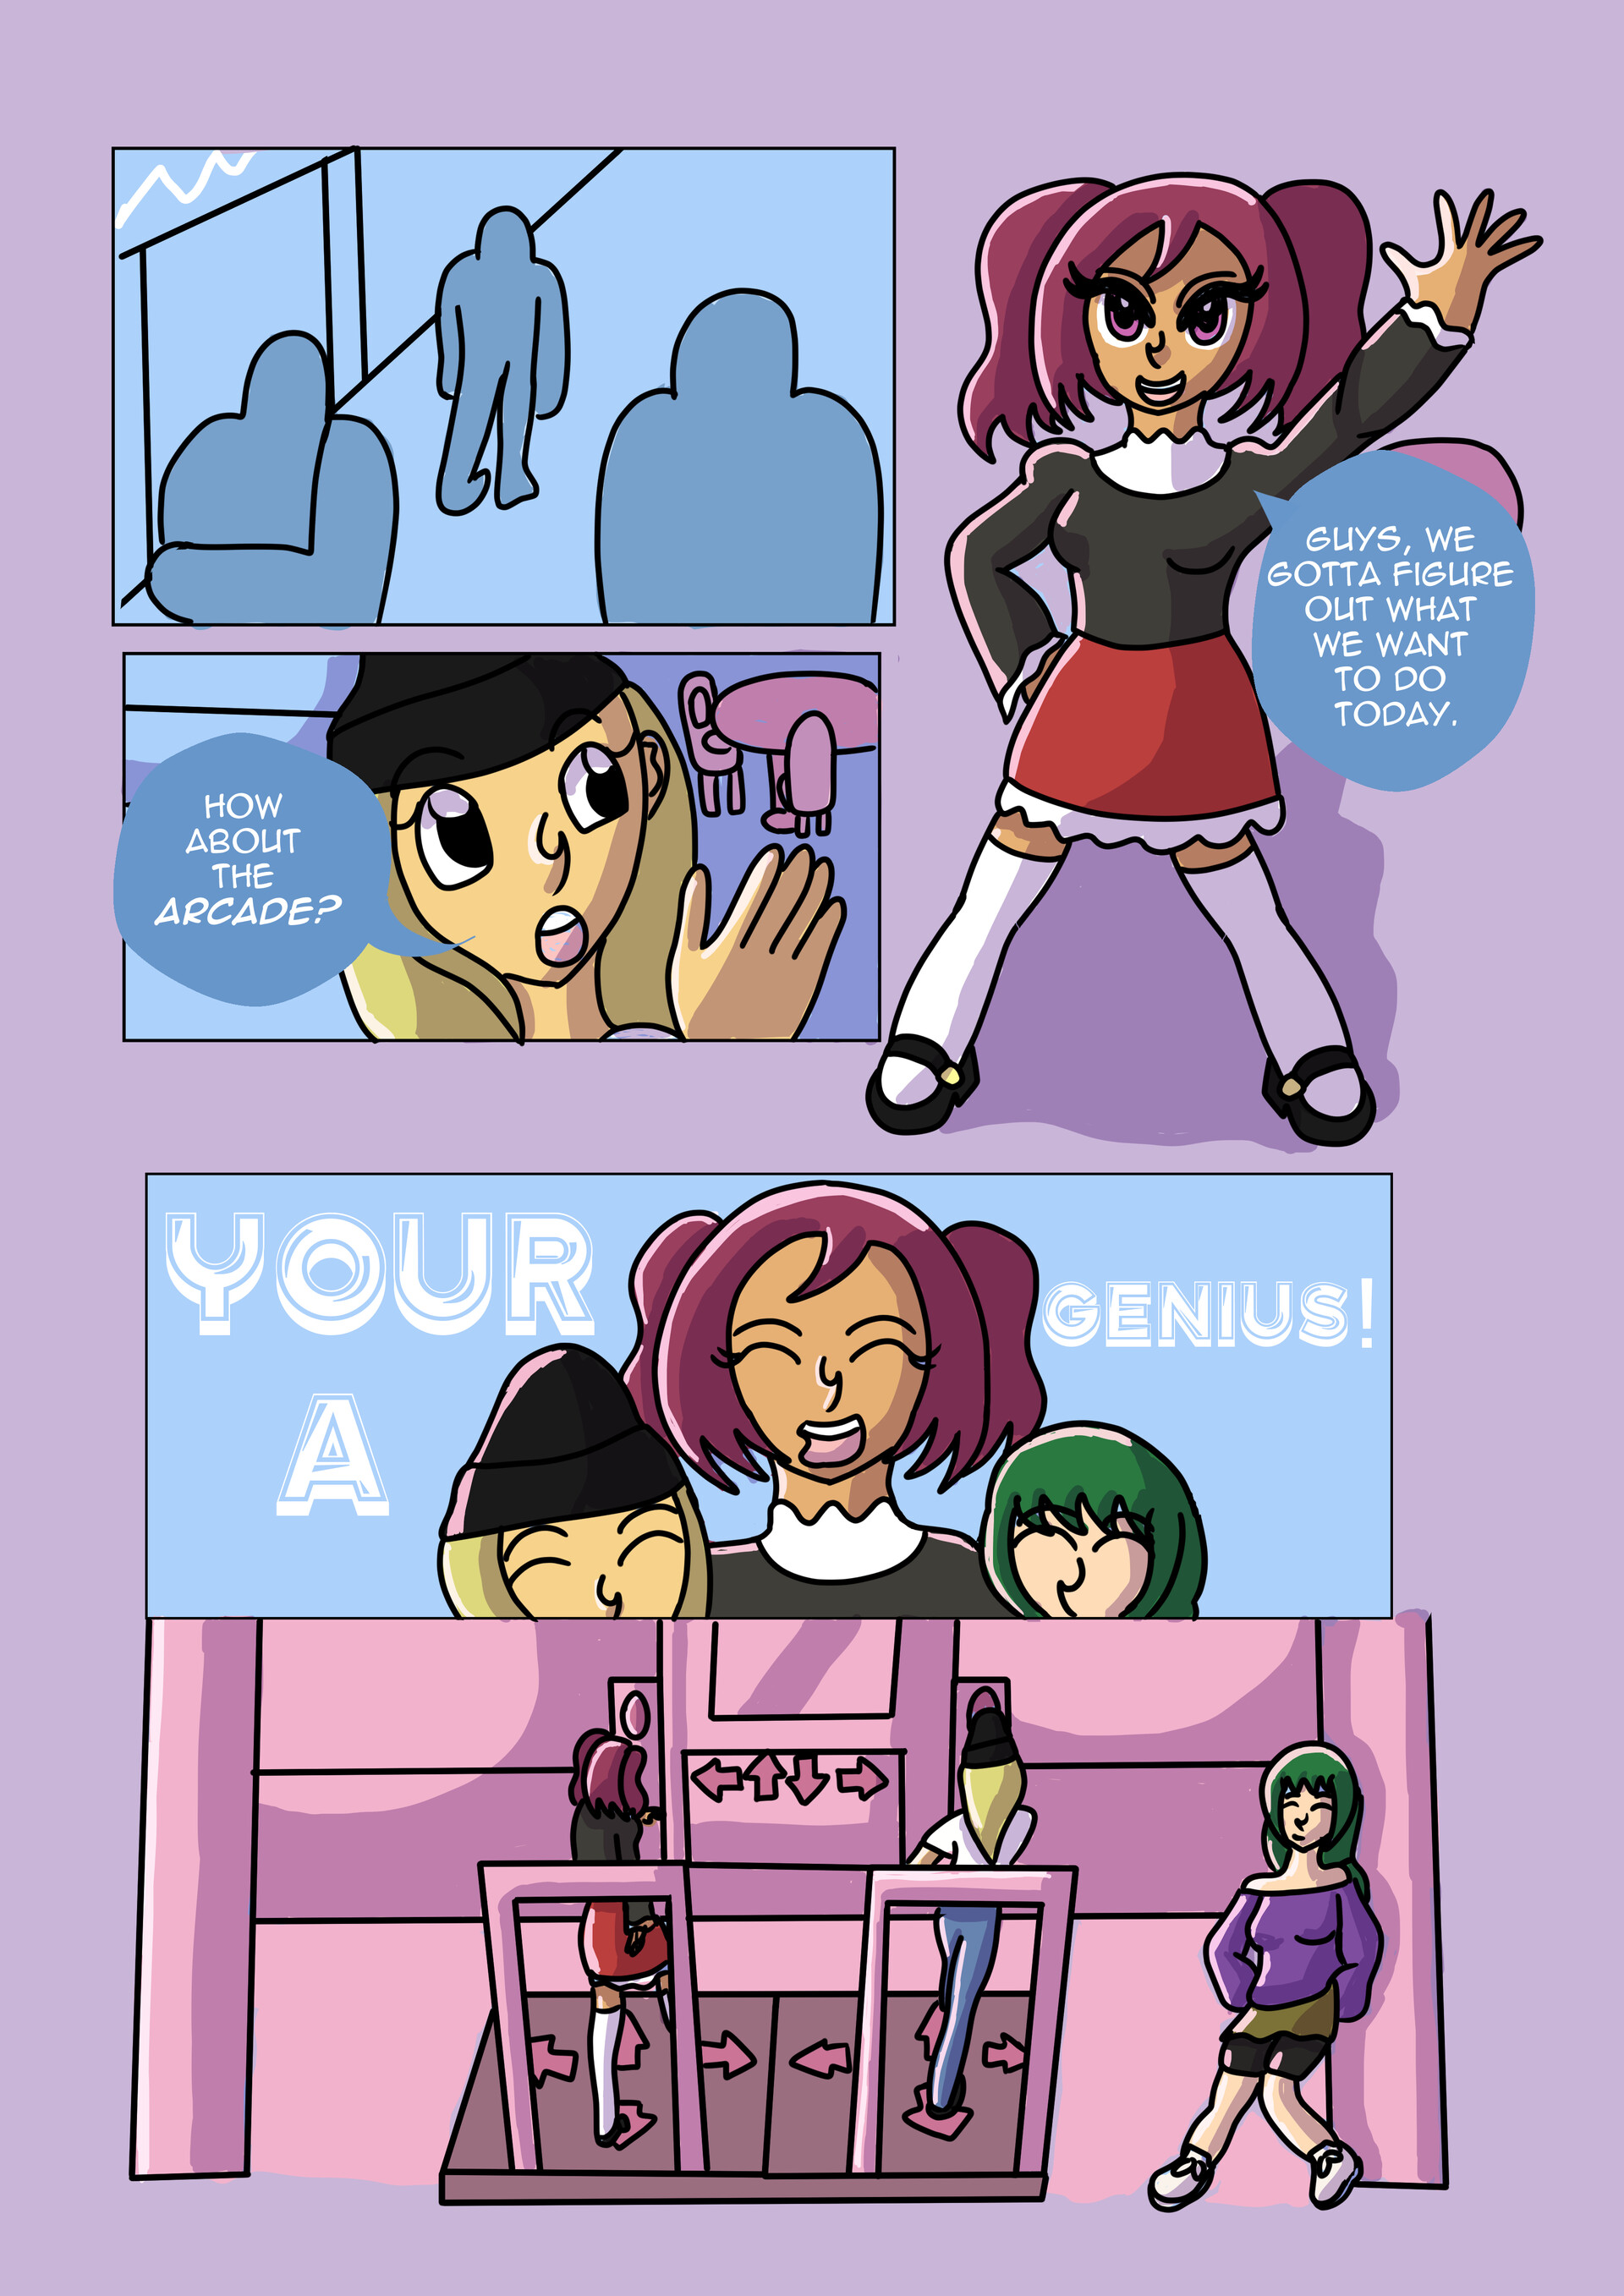 GUYS, WE
GOTTA FIGURE
OUT WHAT
WE WANT
TO DO
TODAY.
HOW
ABOUT
THE
ARCADE?
YOUR
A
GENIUS!